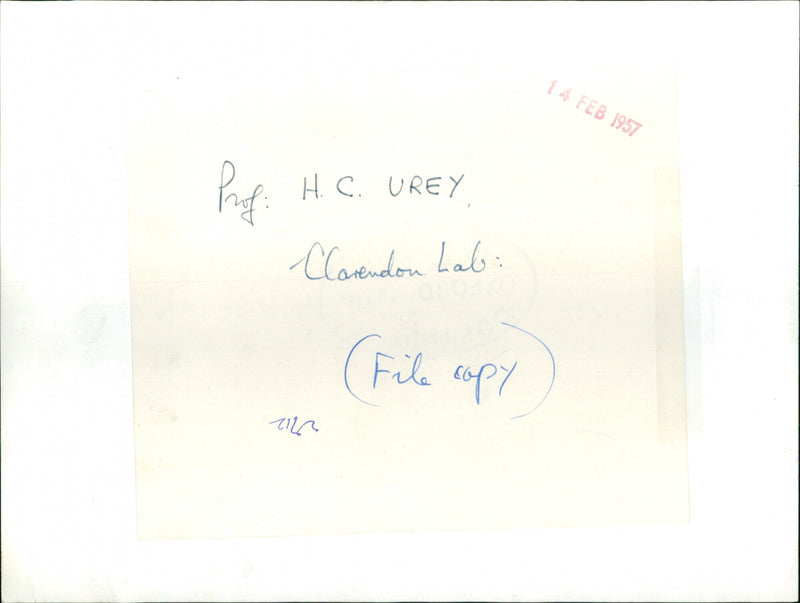 14 FEB 1957
Prof: H. C. UREY,
Clarendon Lab:
(File copy)